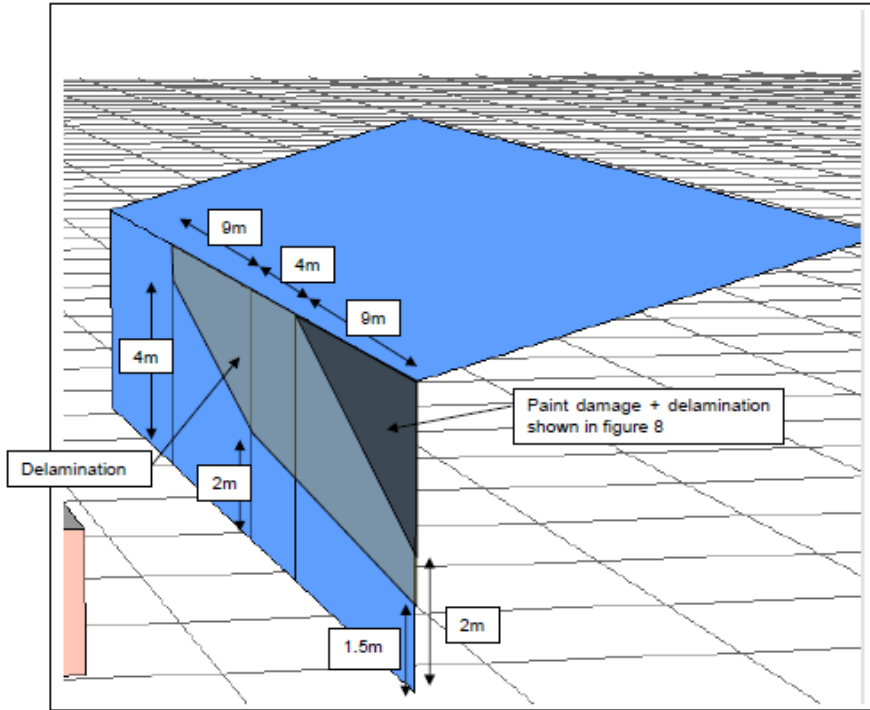 9m
4m
9m
4m
Paint damage + delamination
shown in figure 8
Delamination
2m
1.5m
2m